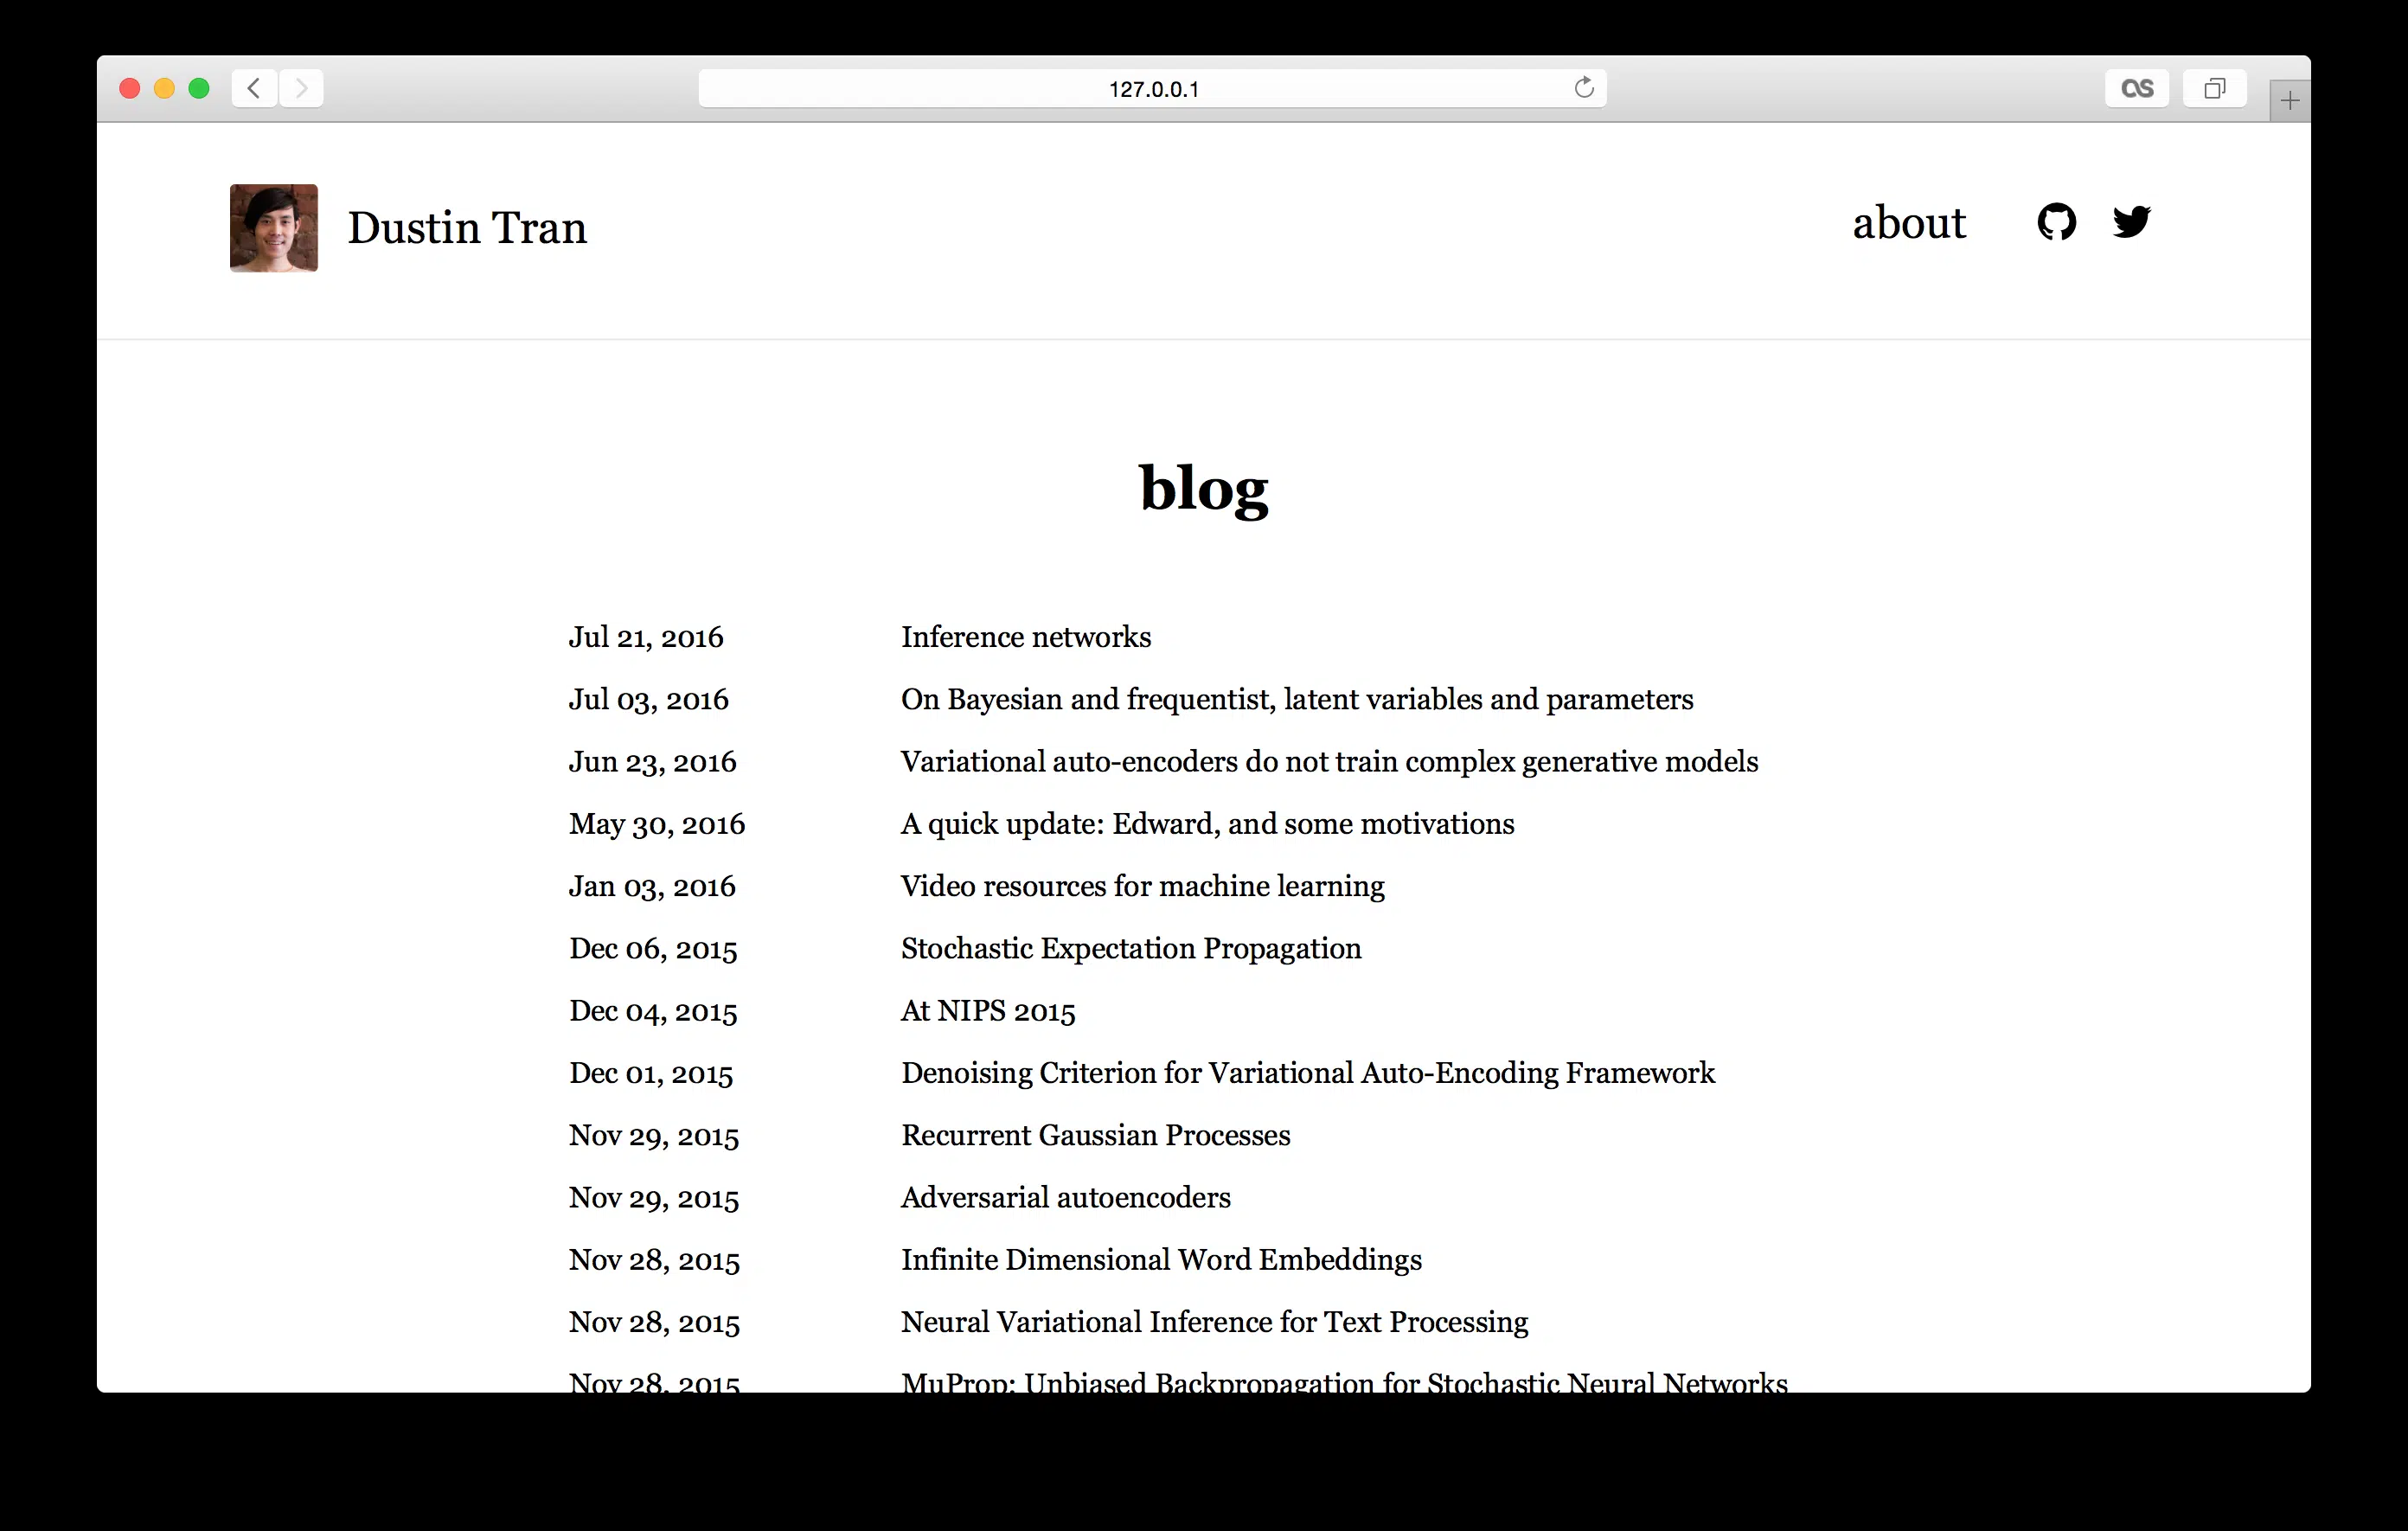 127.0.0.1
Dustin Tran
about
blog
Jul 21, 2016 Inference networks
Jul 03, 2016 On Bayesian and frequentist, latent variables and parameters
Jun 23, 2016 Variational auto-encoders do not train complex generative models
May 30, 2016 A quick update: Edward, and some motivations
Jan 03, 2016 Video resources for machine learning
Dec 06, 2015 Stochastic Expectation Propagation
Dec 04, 2015 At NIPS 2015
Dec 01, 2015 Denoising Criterion for Variational Auto-Encoding Framework
Nov 29, 2015 Recurrent Gaussian Processes
Nov 29, 2015 Adversarial autoencoders
Nov 28, 2015 Infinite Dimensional Word Embeddings
Nov 28, 2015 Neural Variational Inference for Text Processing
Nov 28, 2015 MuProp: Unbiased Backpropagation for Stochastic Neural Networks